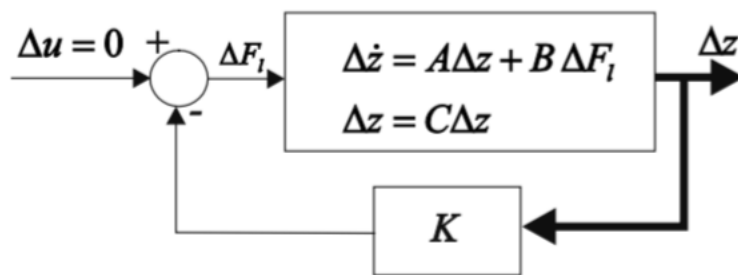 Δu = 0
+
ΔF_l
Δż = AΔz + B ΔF_l
Δz = CΔz
Δz
-
K